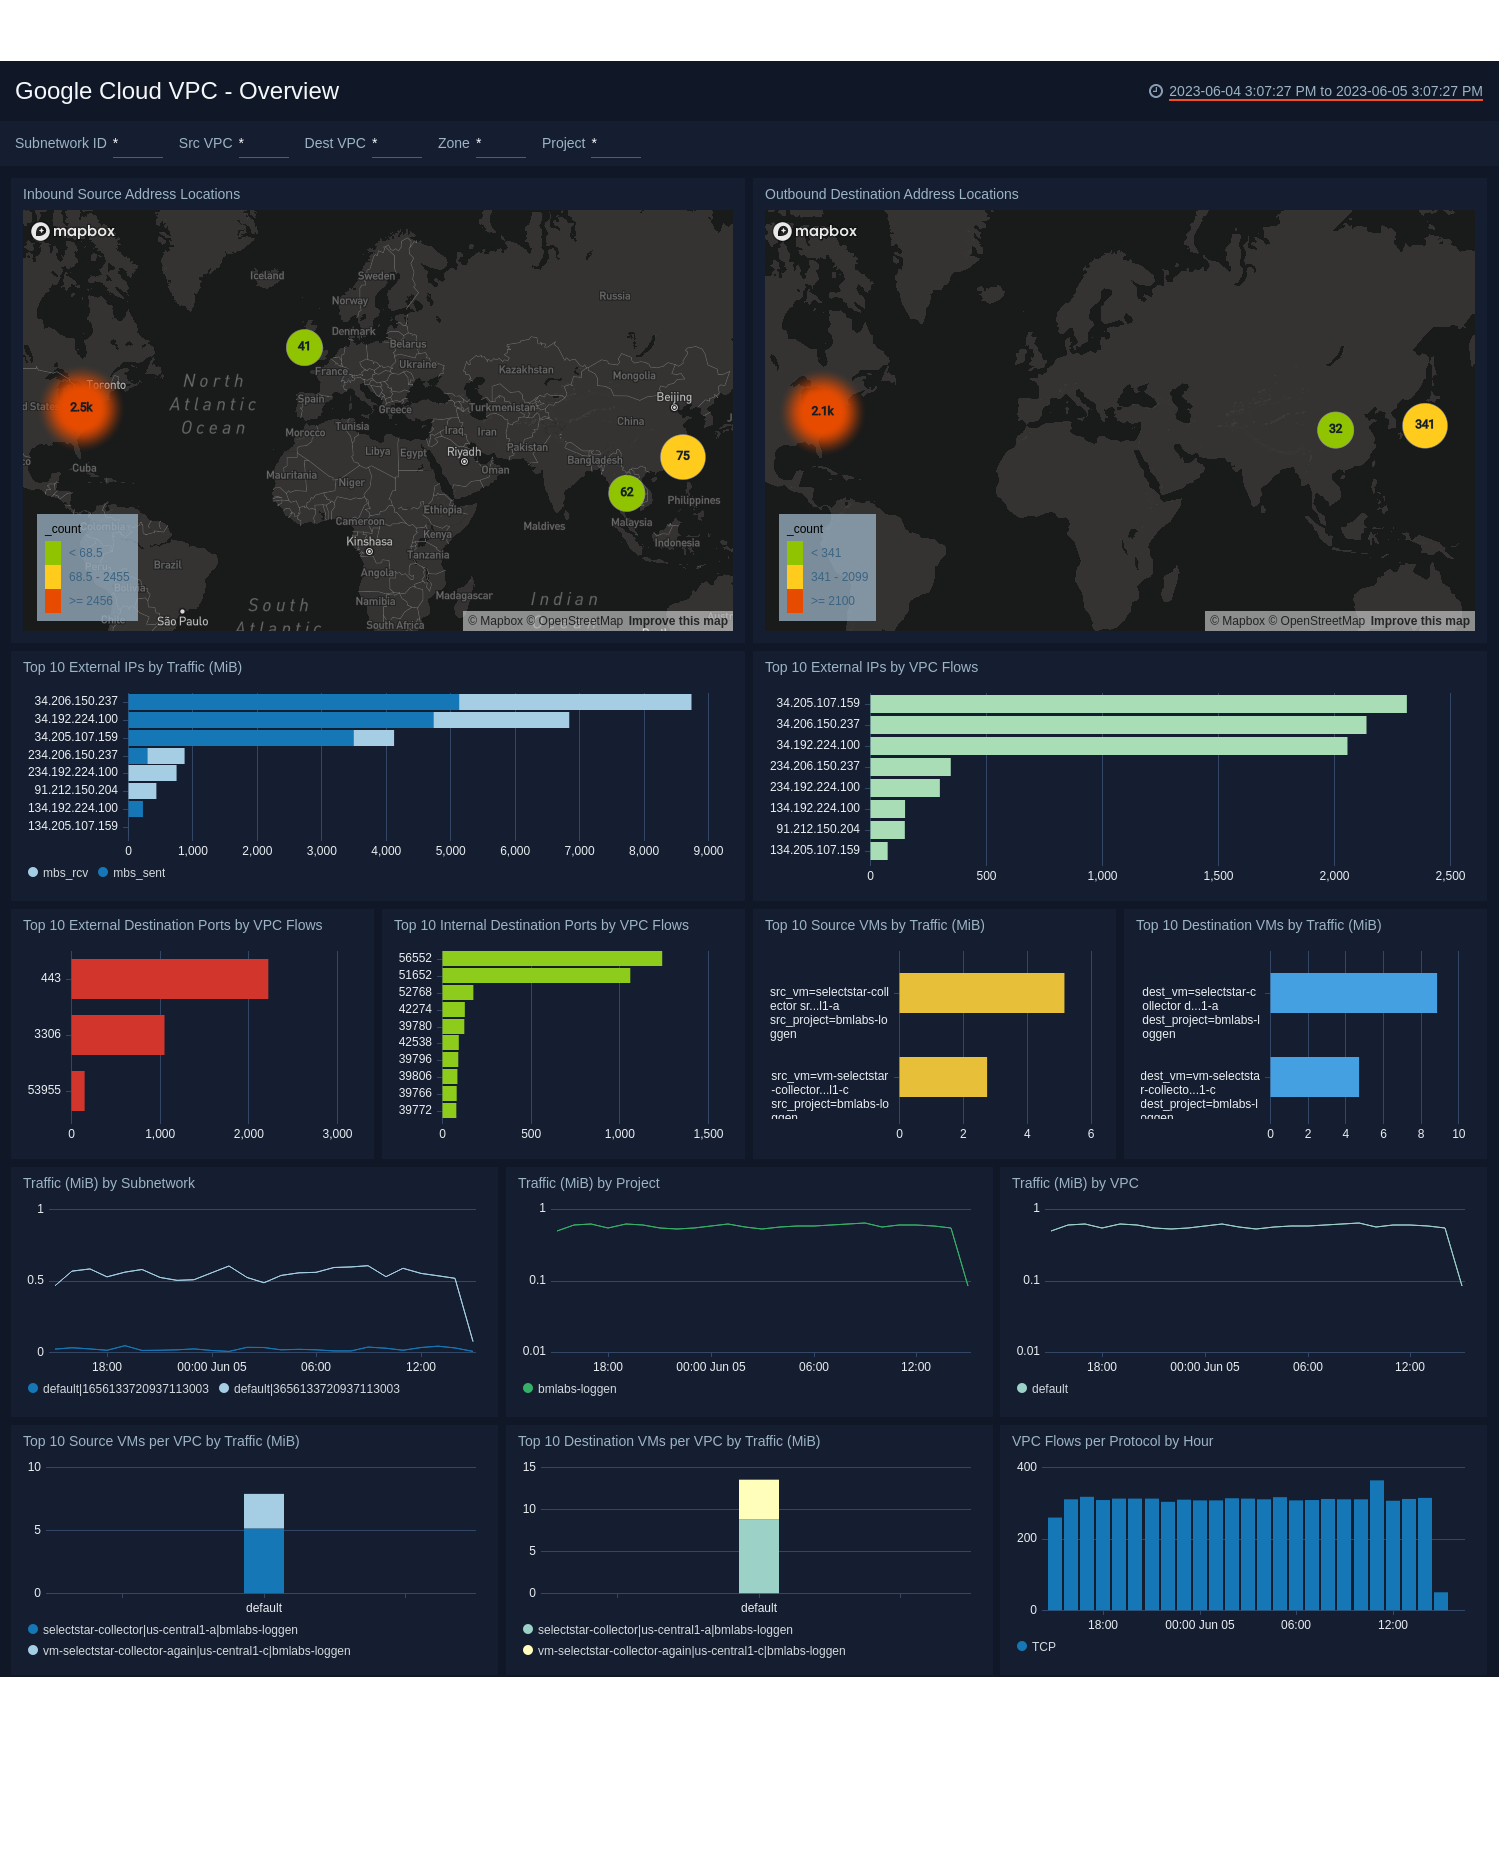 Google Cloud VPC - Overview
2023-06-04 3:07:27 PM to 2023-06-05 3:07:27 PM
Subnetwork ID * Src VPC * Dest VPC * Zone * Project *
Inbound Source Address Locations
mapbox
Iceland
Sweden
Norway
Russia
Denmark
41
Belarus
France
Ukraine
Kazakhstan
Mongolia
Toronto
North
Atlantic
Ocean
d State
2.5k
Spain
Greece
Turkmenistan
Beijing
China
Morocco
Tunisia
Iraq
Iran
Libya
Egypt
Riyadh
Pakistan
Oman
Bangladesh
75
Cuba
Mauritania
Niger
62
Philippines
Ethiopia
Cameroon
Maldives
Malaysia
Kenya
Kinshasa
Tanzania
Indonesia
Colombia
Brazil
Angola
Bolivia
Namibia
Madagascar
Indian
South
Atlantic
São Paulo
South Africa
_count
< 68.5
68.5 - 2455
>= 2456
© Mapbox © OpenStreetMap Improve this map
Outbound Destination Address Locations
mapbox
2.1k
32
341
_count
< 341
341 - 2099
>= 2100
© Mapbox © OpenStreetMap Improve this map
Top 10 External IPs by Traffic (MiB)
34.206.150.237
34.192.224.100
34.205.107.159
234.206.150.237
234.192.224.100
91.212.150.204
134.192.224.100
134.205.107.159
0 1,000 2,000 3,000 4,000 5,000 6,000 7,000 8,000 9,000
mbs_rcv mbs_sent
Top 10 External IPs by VPC Flows
34.205.107.159
34.206.150.237
34.192.224.100
234.206.150.237
234.192.224.100
134.192.224.100
91.212.150.204
134.205.107.159
0 500 1,000 1,500 2,000 2,500
Top 10 External Destination Ports by VPC Flows
443
3306
53955
0 1,000 2,000 3,000
Top 10 Internal Destination Ports by VPC Flows
56552
51652
52768
42274
39780
42538
39796
39806
39766
39772
0 500 1,000 1,500
Top 10 Source VMs by Traffic (MiB)
src_vm=selectstar-coll
ector sr...l1-a
src_project=bmlabs-lo
ggen
src_vm=vm-selectstar
-collector...l1-c
src_project=bmlabs-lo
ggen
0 2 4 6
Top 10 Destination VMs by Traffic (MiB)
dest_vm=selectstar-c
ollector d...1-a
dest_project=bmlabs-l
oggen
dest_vm=vm-selectsta
r-collecto...1-c
dest_project=bmlabs-l
oggen
0 2 4 6 8 10
Traffic (MiB) by Subnetwork
1
0.5
0
18:00 00:00 Jun 05 06:00 12:00
default|1656133720937113003 default|3656133720937113003
Traffic (MiB) by Project
1
0.1
0.01
18:00 00:00 Jun 05 06:00 12:00
bmlabs-loggen
Traffic (MiB) by VPC
1
0.1
0.01
18:00 00:00 Jun 05 06:00 12:00
default
Top 10 Source VMs per VPC by Traffic (MiB)
10
5
0
default
selectstar-collector|us-central1-a|bmlabs-loggen
vm-selectstar-collector-again|us-central1-c|bmlabs-loggen
Top 10 Destination VMs per VPC by Traffic (MiB)
15
10
5
0
default
selectstar-collector|us-central1-a|bmlabs-loggen
vm-selectstar-collector-again|us-central1-c|bmlabs-loggen
VPC Flows per Protocol by Hour
400
200
0
18:00 00:00 Jun 05 06:00 12:00
TCP